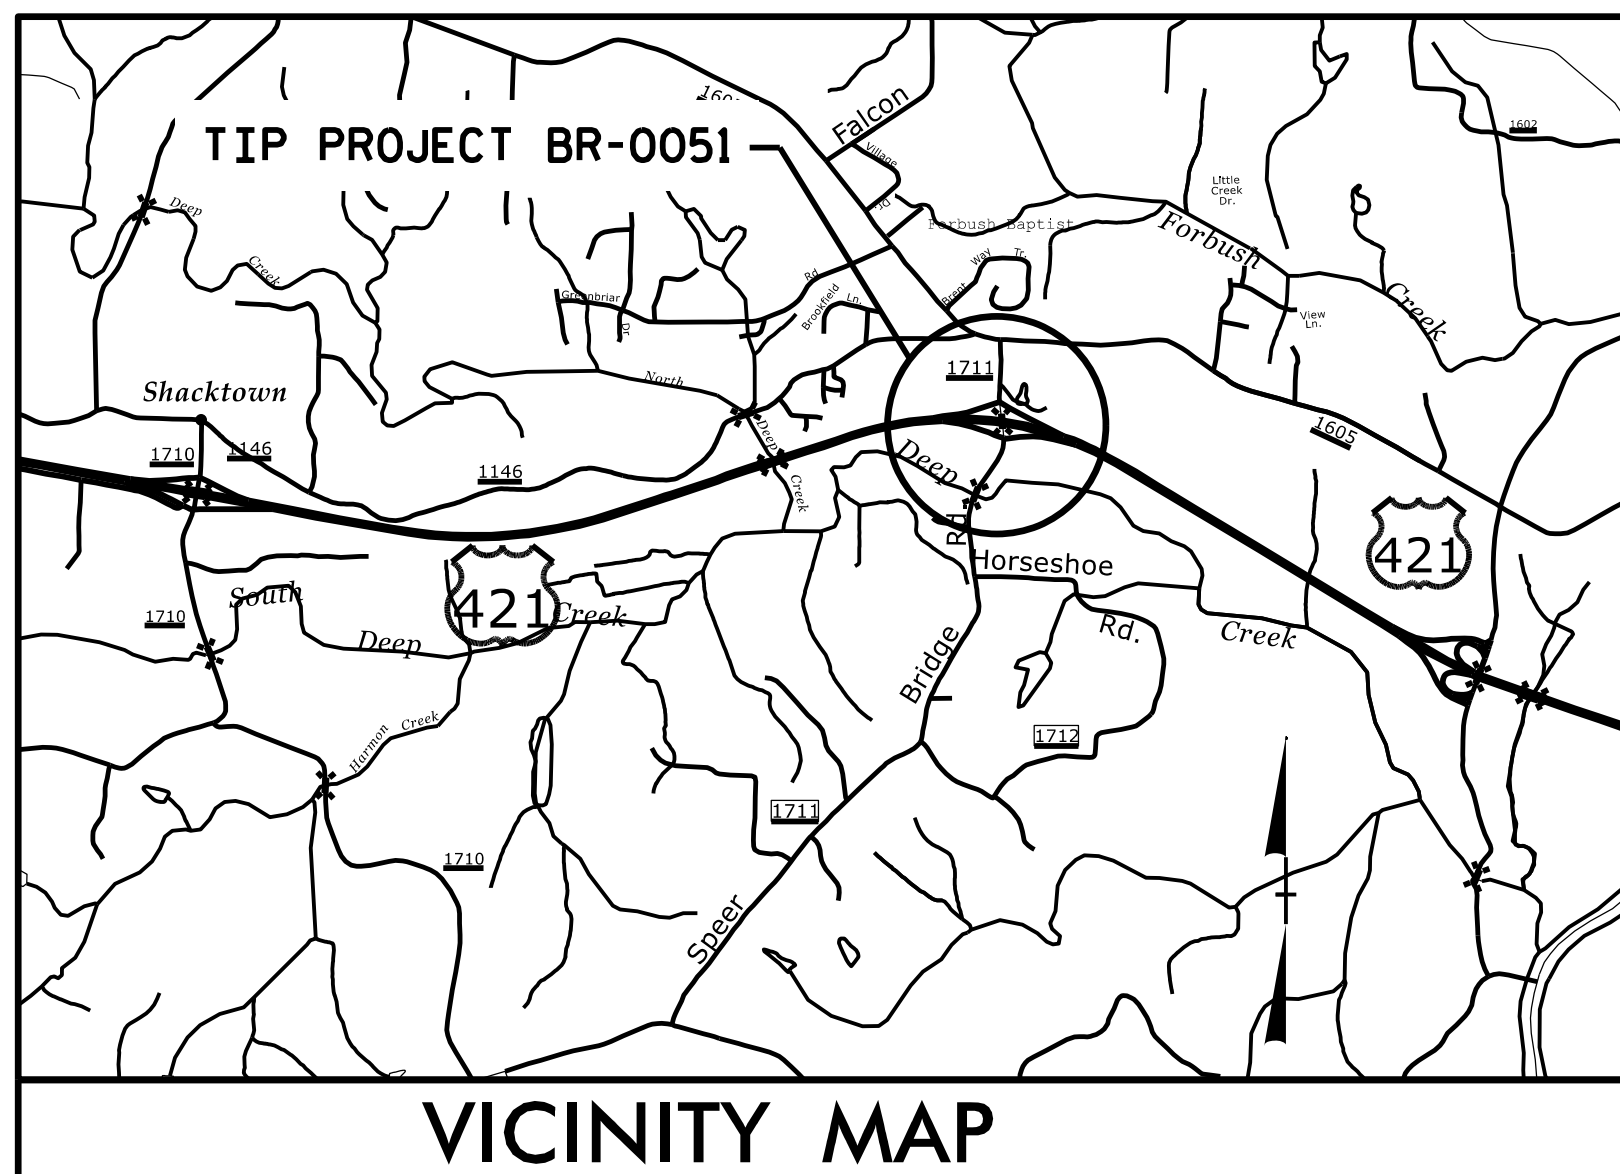 Falcon
TIP PROJECT BR-0051
1602
Village
Rd.
Little
Creek
Dr.
Deep
Creek
Forbush Baptist
Forbush
Creek
Way
Tr.
Brent
Rd
Greenbriar
Dr
Brookfield
Ln.
View
Ln.
1711
North
Shacktown
1710
1146
1146
Deep
Creek
Deep
1605
Rd
Horseshoe
421
421
South
Creek
1710
Deep
Rd.
Creek
Bridge
Harmon
Creek
1712
1711
1710
Speer
VICINITY MAP